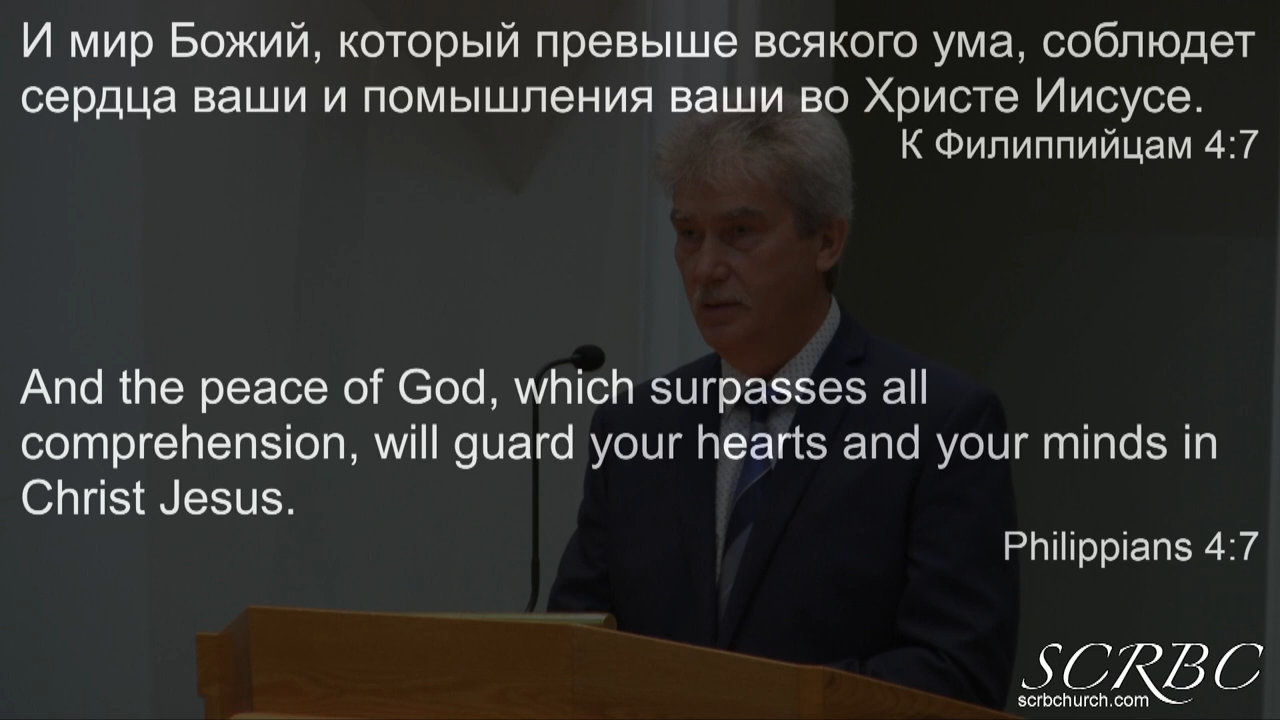 И мир Божий, который превыше всякого ума, соблюдет
сердца ваши и помышления ваши во Христе Иисусе.
К Филиппийцам 4:7
And the peace of God, which surpasses all
comprehension, will guard your hearts and your minds in
Christ Jesus.
Philippians 4:7
SCRBC
scrbchurch.com